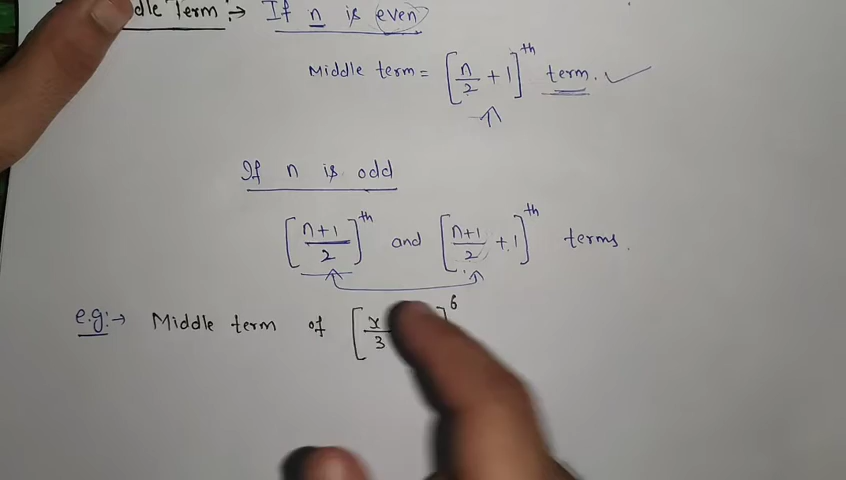 Term :→ If n is even
Middle term = [n/2 + 1]^th term. ✓
If n is odd
[(n+1)/2]^th and [(n+1)/2 + 1]^th terms.
e.g:→ Middle term of [x/3 ]^6